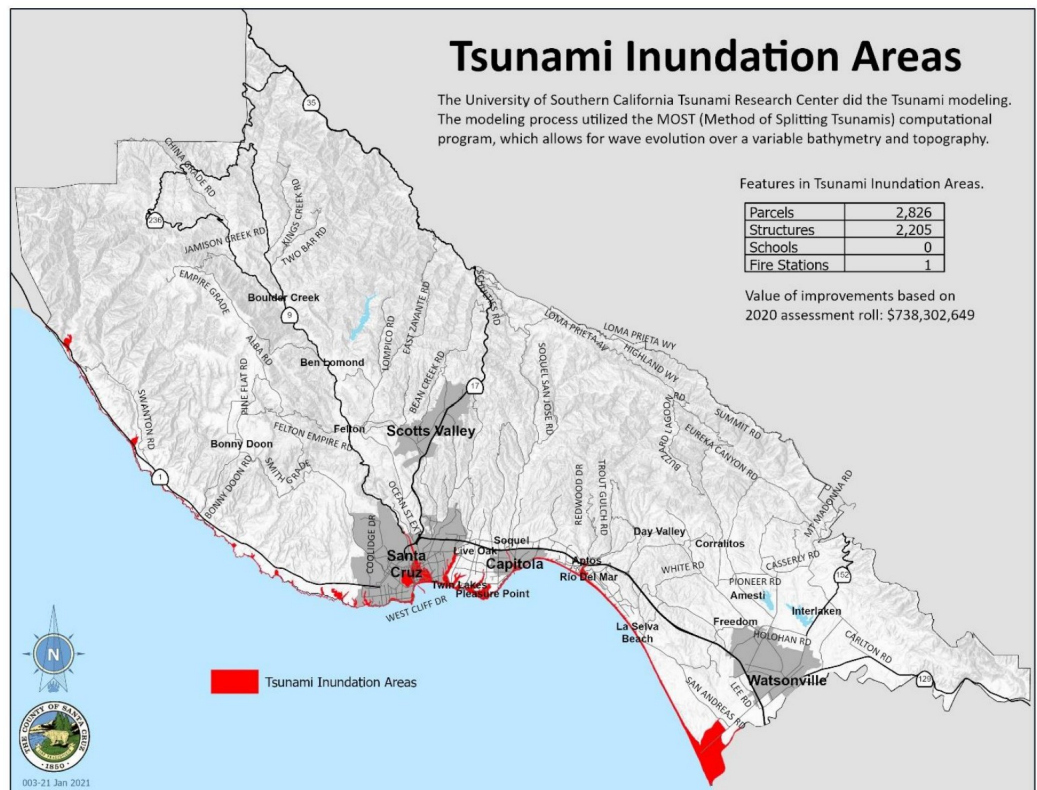 Tsunami Inundation Areas
The University of Southern California Tsunami Research Center did the Tsunami modeling.
The modeling process utilized the MOST (Method of Splitting Tsunamis) computational
program, which allows for wave evolution over a variable bathymetry and topography.
Features in Tsunami Inundation Areas.
Parcels 2,826
Structures 2,205
Schools 0
Fire Stations 1
Value of improvements based on
2020 assessment roll: $738,302,649
35
CHINA GRADE RD
236
KINGS CREEK RD
JAMISON CREEK RD
TWO BAR RD
EMPIRE GRADE
Boulder Creek
9
LOMPICO RD
EAST ZAYANTE RD
LOMA PRIETA AV
LOMA PRIETA WY
HIGHLAND WY
ALBA RD
Ben Lomond
BEAN CREEK RD
SOQUEL SAN JOSE RD
17
PINE FLAT RD
SWANTON RD
SUMMIT RD
EUREKA CANYON RD
Felton
FELTON EMPIRE RD
Scotts Valley
Bonny Doon
SMITH GRADE
BONNY DOON RD
1
OCEAN ST EXT
COOLIDGE DR
REDWOOD DR
TROUT GULCH RD
MT MADONNA RD
Day Valley
Corralitos
Soquel
Live Oak
Santa
Cruz
Capitola
Aptos
Rio Del Mar
WHITE RD
CASSERLY RD
152
PIONEER RD
Amesti
Twin Lakes
Pleasure Point
WEST CLIFF DR
Interlaken
Freedom
La Selva
Beach
HOLOHAN RD
CARLTON RD
Watsonville
129
LEE RD
SAN ANDREAS RD
N
Tsunami Inundation Areas
THE COUNTY OF SANTA CRUZ
1850
003-21 Jan 2021